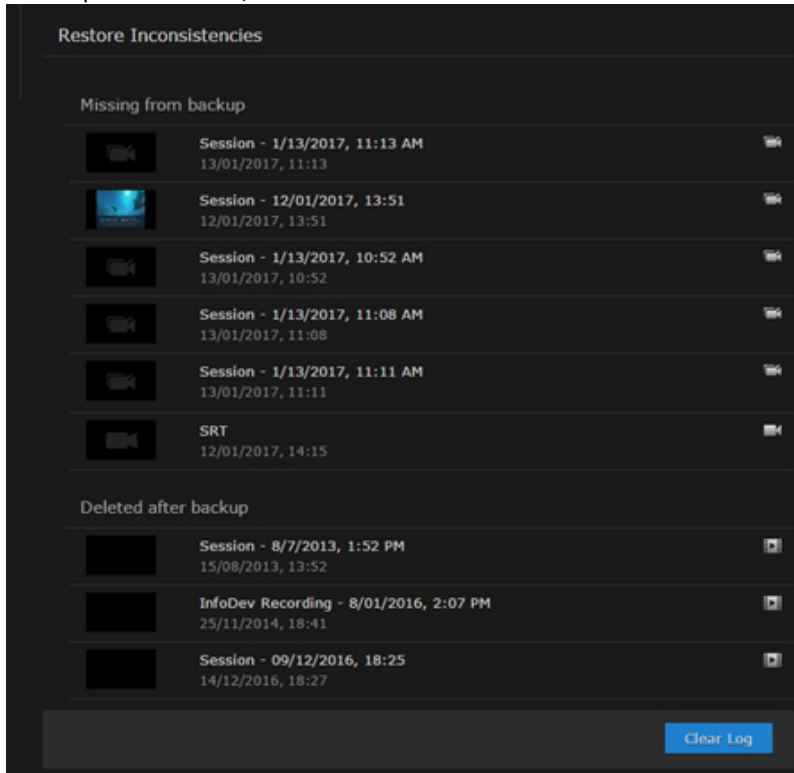 Restore Inconsistencies
Missing from backup
Session - 1/13/2017, 11:13 AM
13/01/2017, 11:13
Session - 12/01/2017, 13:51
12/01/2017, 13:51
Session - 1/13/2017, 10:52 AM
13/01/2017, 10:52
Session - 1/13/2017, 11:08 AM
13/01/2017, 11:08
Session - 1/13/2017, 11:11 AM
13/01/2017, 11:11
SRT
12/01/2017, 14:15
Deleted after backup
Session - 8/7/2013, 1:52 PM
15/08/2013, 13:52
InfoDev Recording - 8/01/2016, 2:07 PM
25/11/2014, 18:41
Session - 09/12/2016, 18:25
14/12/2016, 18:27
Clear Log